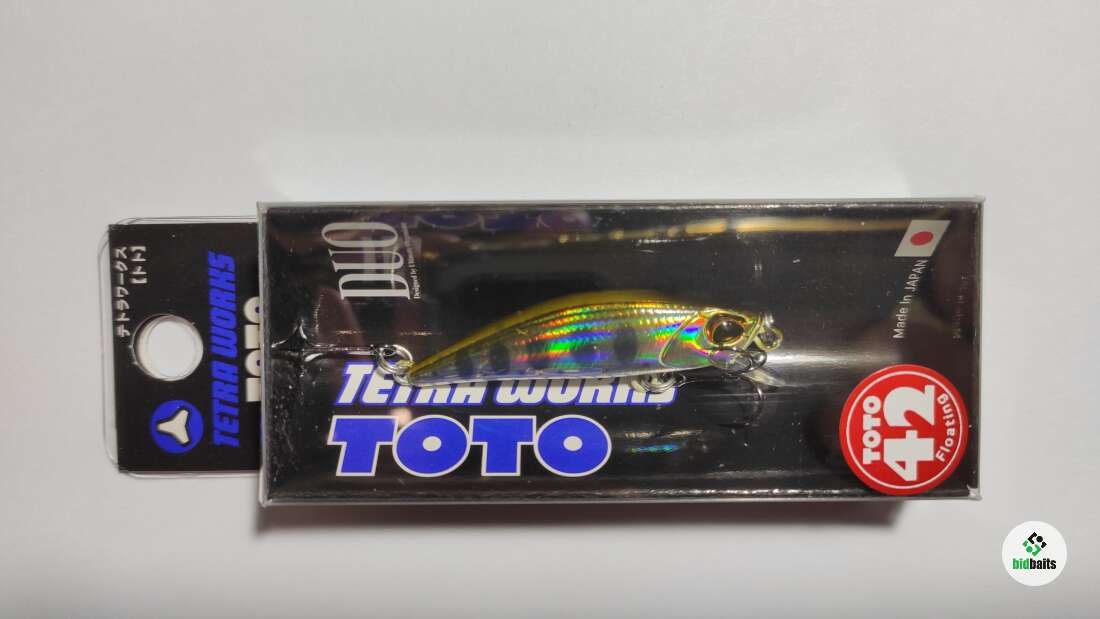 テトラワークス
【トト】
TETRA WORKS
TOTO
DUO
TETRA WORKS
TOTO
Made In JAPAN
TOTO
42
Floating
bidbaits